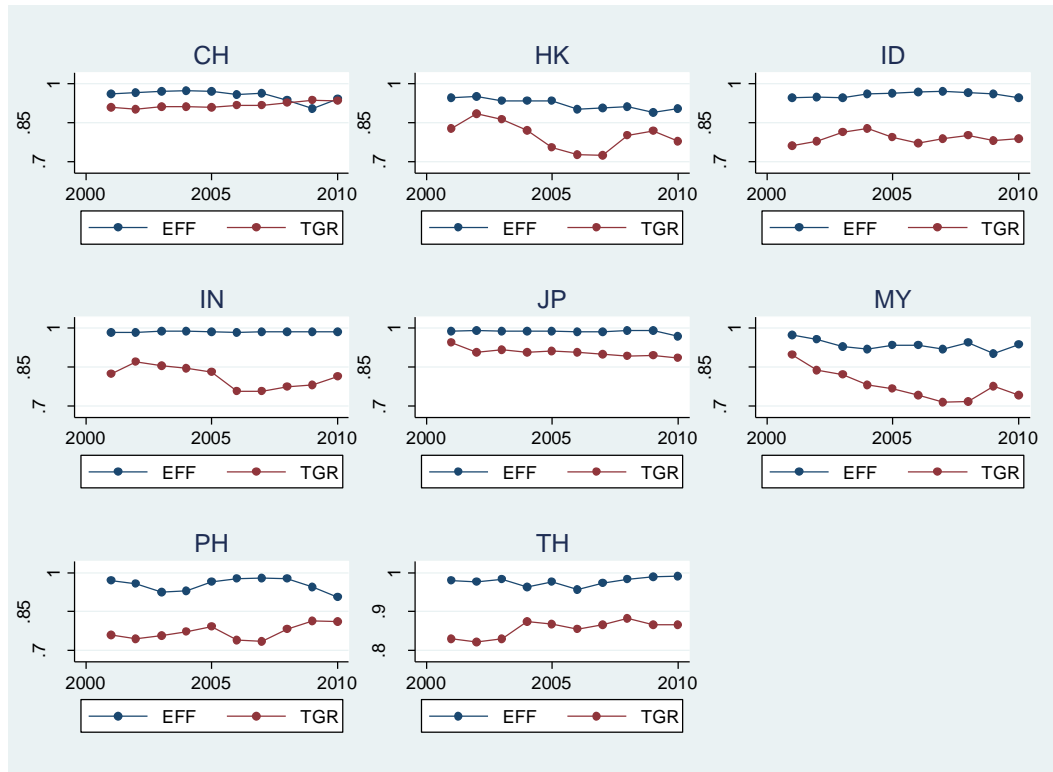 CH HK ID
1 1 1
.85 .85 .85
.7 .7 .7
2000 2005 2010 2000 2005 2010 2000 2005 2010
EFF TGR EFF TGR EFF TGR
IN JP MY
1 1 1
.85 .85 .85
.7 .7 .7
2000 2005 2010 2000 2005 2010 2000 2005 2010
EFF TGR EFF TGR EFF TGR
PH TH
1 1
.85 .9
.7 .8
2000 2005 2010 2000 2005 2010
EFF TGR EFF TGR